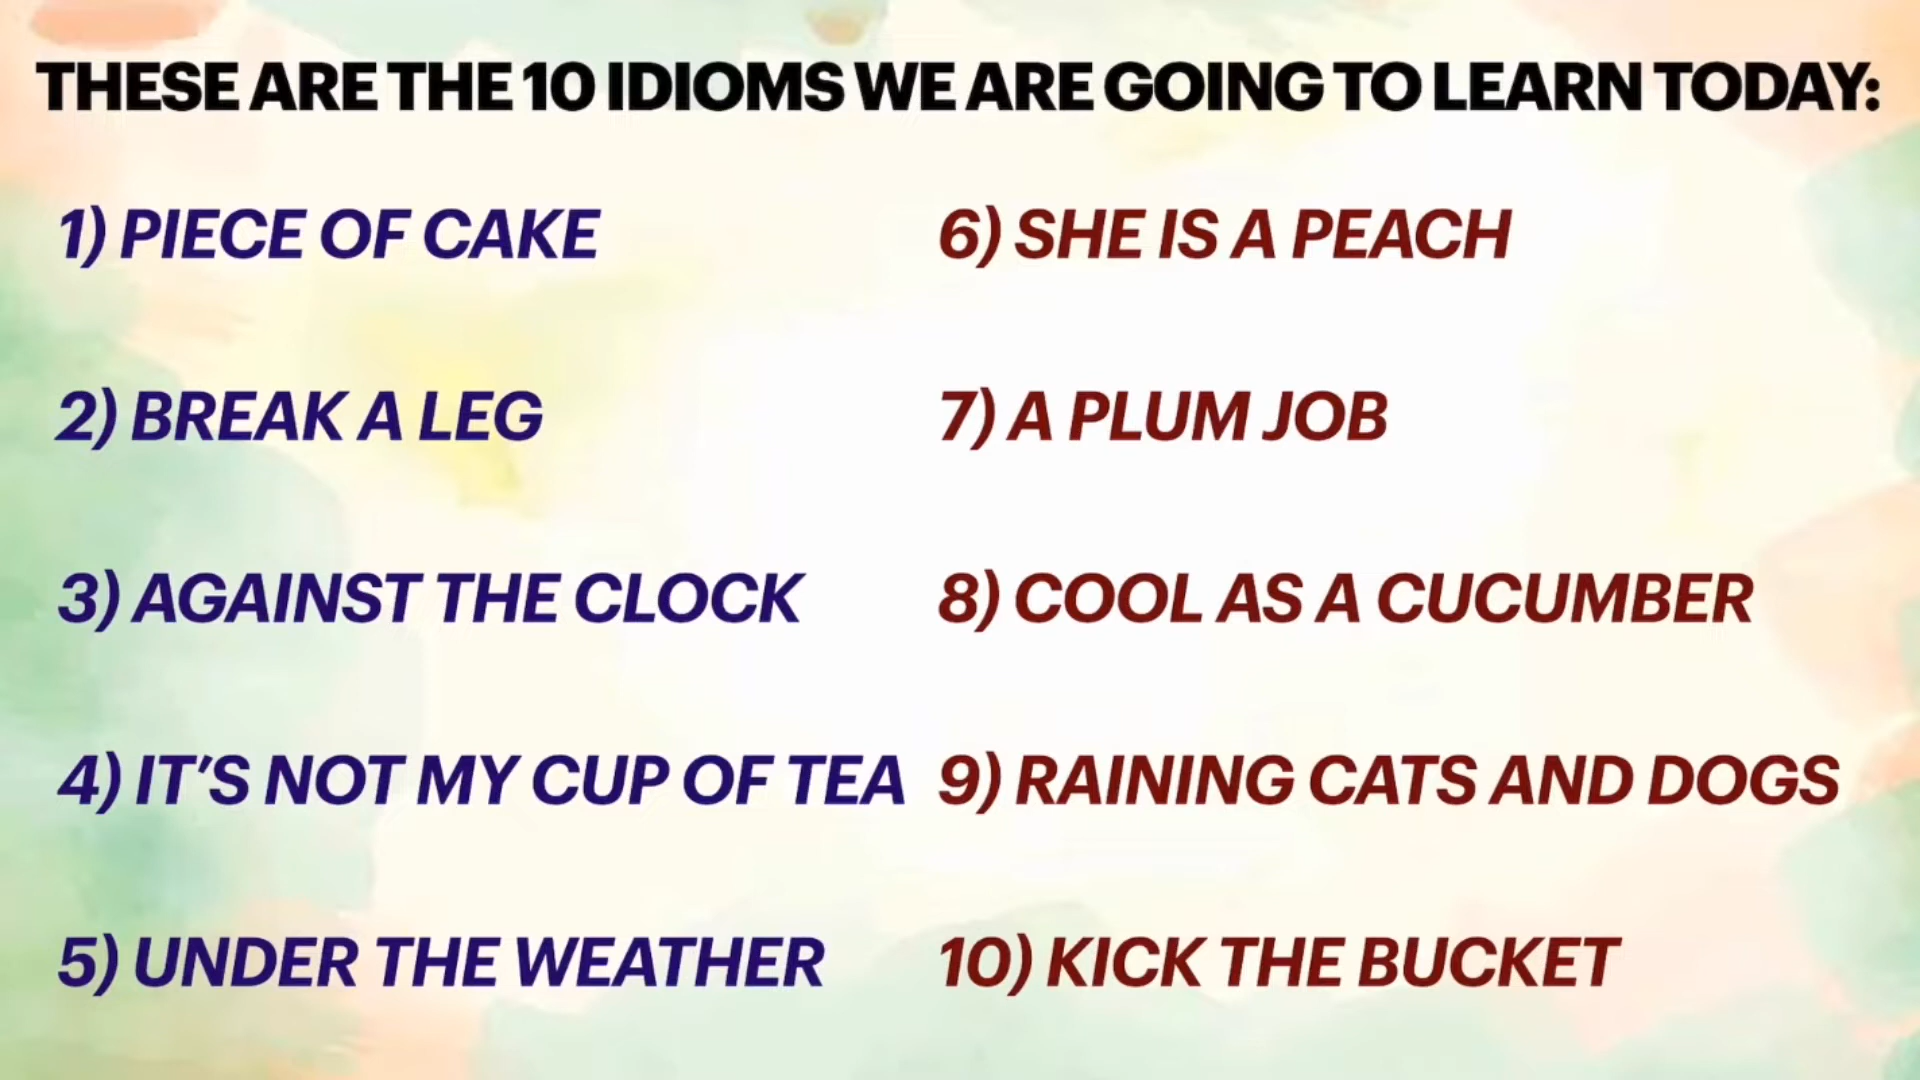 THESE ARE THE 10 IDIOMS WE ARE GOING TO LEARN TODAY:
1) PIECE OF CAKE
2) BREAK A LEG
3) AGAINST THE CLOCK
4) IT’S NOT MY CUP OF TEA
5) UNDER THE WEATHER
6) SHE IS A PEACH
7) A PLUM JOB
8) COOL AS A CUCUMBER
9) RAINING CATS AND DOGS
10) KICK THE BUCKET